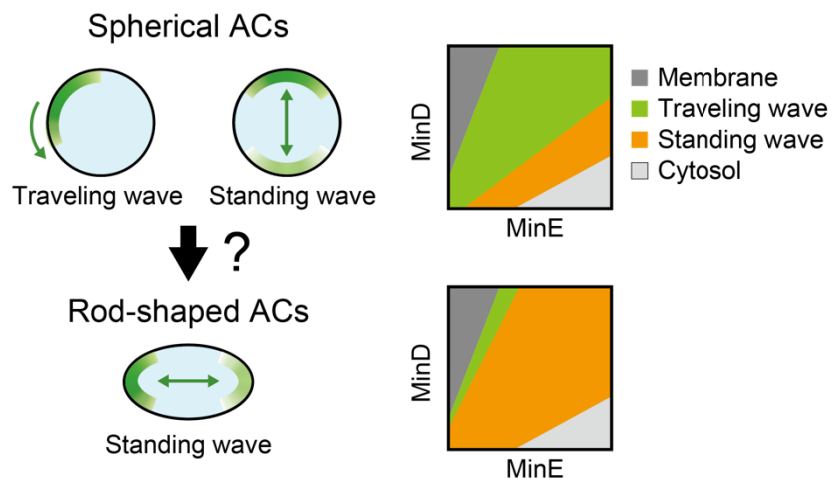 Spherical ACs
Traveling wave
Standing wave
MinD
MinE
Membrane
Traveling wave
Standing wave
Cytosol
?
Rod-shaped ACs
Standing wave
MinD
MinE